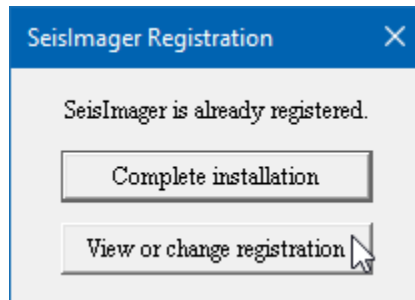 SeisImager Registration
SeisImager is already registered.
Complete installation
View or change registration